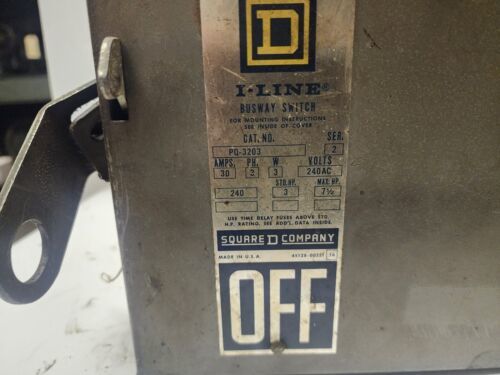 D
I-LINE®
BUSWAY SWITCH
FOR MOUNTING INSTRUCTIONS
SEE INSIDE OF COVER
CAT. NO. SER.
PQ-3203 2
AMPS. PH. W VOLTS
30 3 3 240AC
STD. HP. MAX. HP.
240 3 7½
USE TIME DELAY FUSES ABOVE STD.
H.P. RATING. SEE ADD'L DATA INSIDE.
SQUARE D COMPANY
MADE IN U.S.A.
OFF